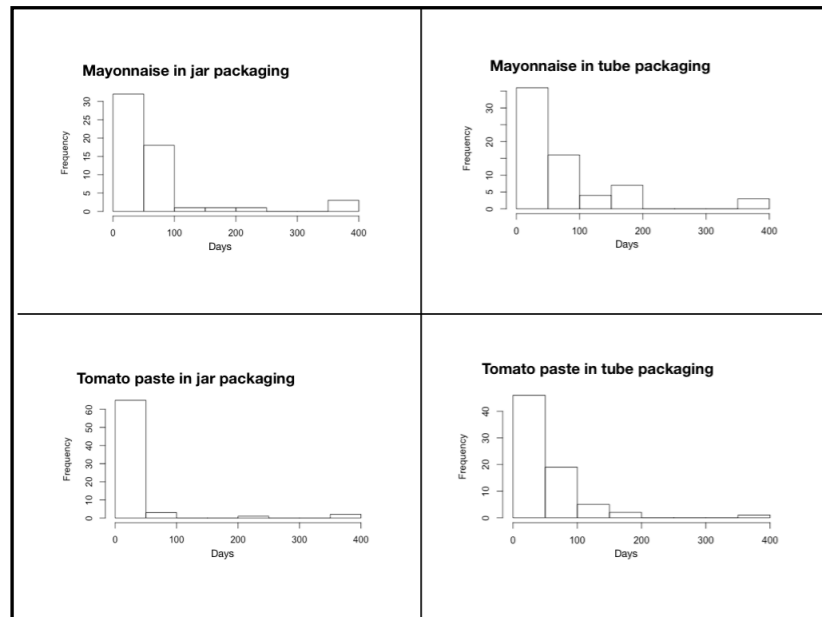 Mayonnaise in jar packaging
Frequency
30
25
20
15
10
5
0
0 100 200 300 400
Days
Mayonnaise in tube packaging
Frequency
30
20
10
5
0
0 100 200 300 400
Days
Tomato paste in jar packaging
Frequency
60
50
40
30
20
10
0
0 100 200 300 400
Days
Tomato paste in tube packaging
Frequency
40
30
20
10
0
0 100 200 300 400
Days